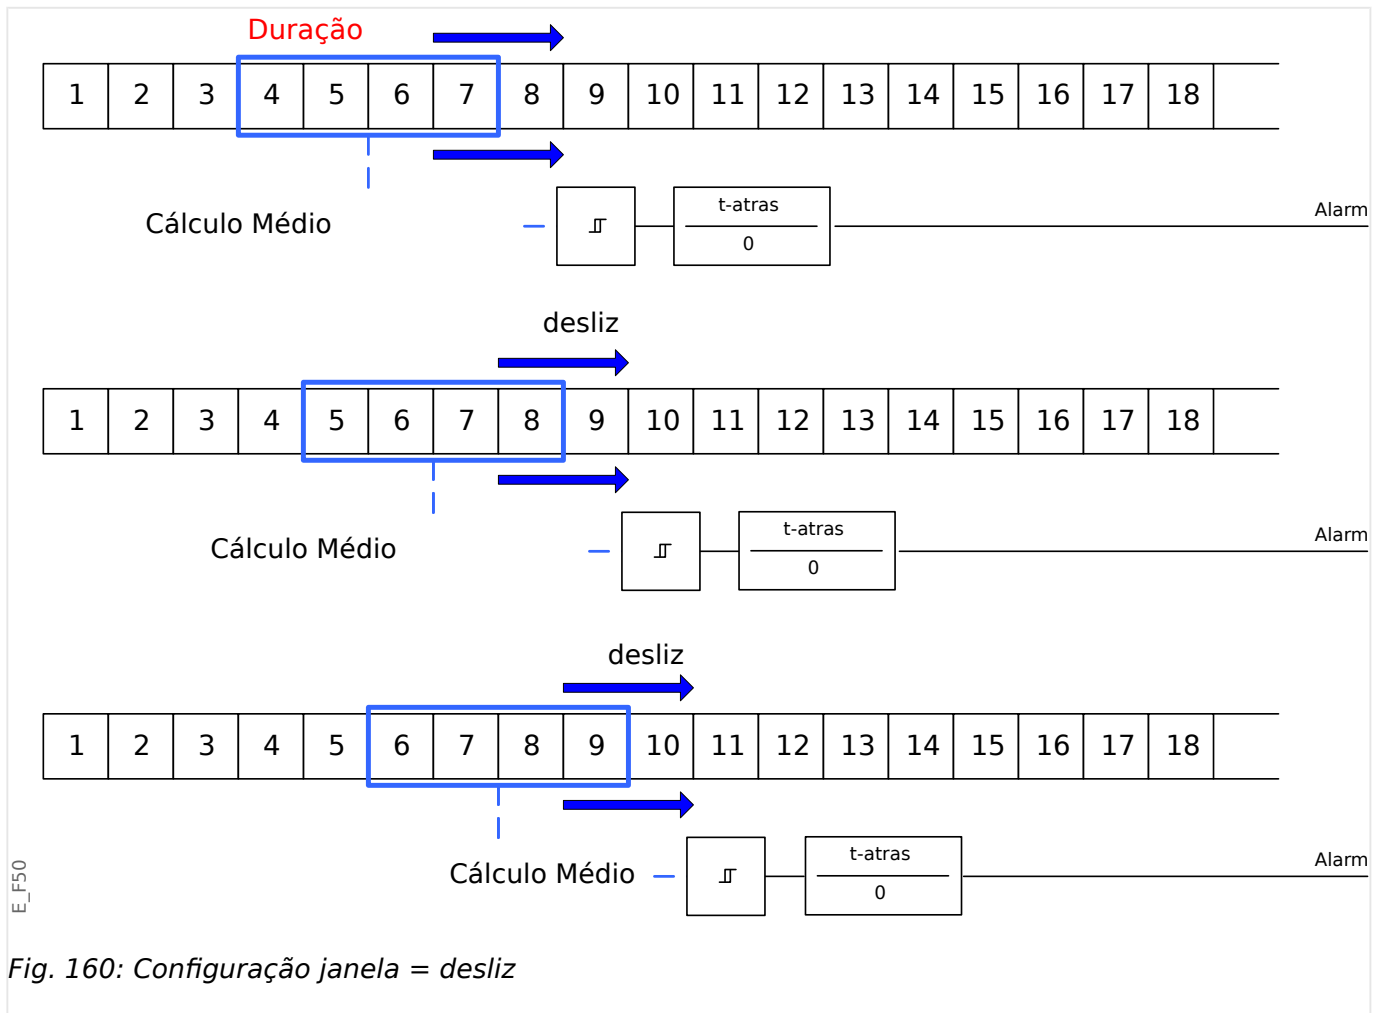 Duração
1 2 3 4 5 6 7 8 9 10 11 12 13 14 15 16 17 18
Cálculo Médio
t-atras
0
Alarm
desliz
1 2 3 4 5 6 7 8 9 10 11 12 13 14 15 16 17 18
Cálculo Médio
t-atras
0
Alarm
desliz
1 2 3 4 5 6 7 8 9 10 11 12 13 14 15 16 17 18
Cálculo Médio
t-atras
0
Alarm
E_F50
Fig. 160: Configuração janela = desliz